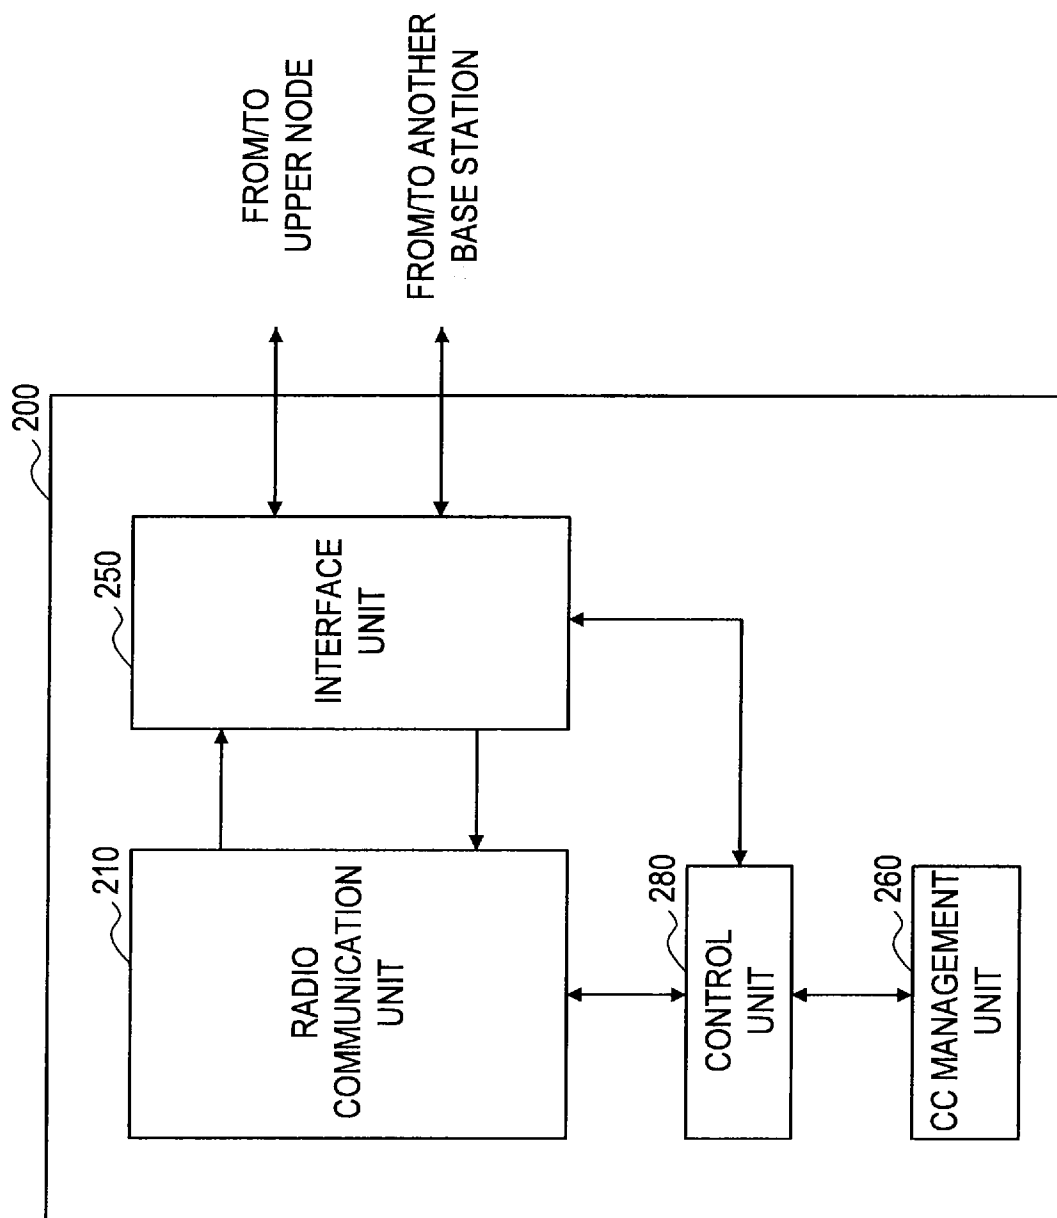 200
210
RADIO
COMMUNICATION
UNIT
250
INTERFACE
UNIT
FROM/TO
UPPER NODE
FROM/TO ANOTHER
BASE STATION
280
CONTROL
UNIT
260
CC MANAGEMENT
UNIT